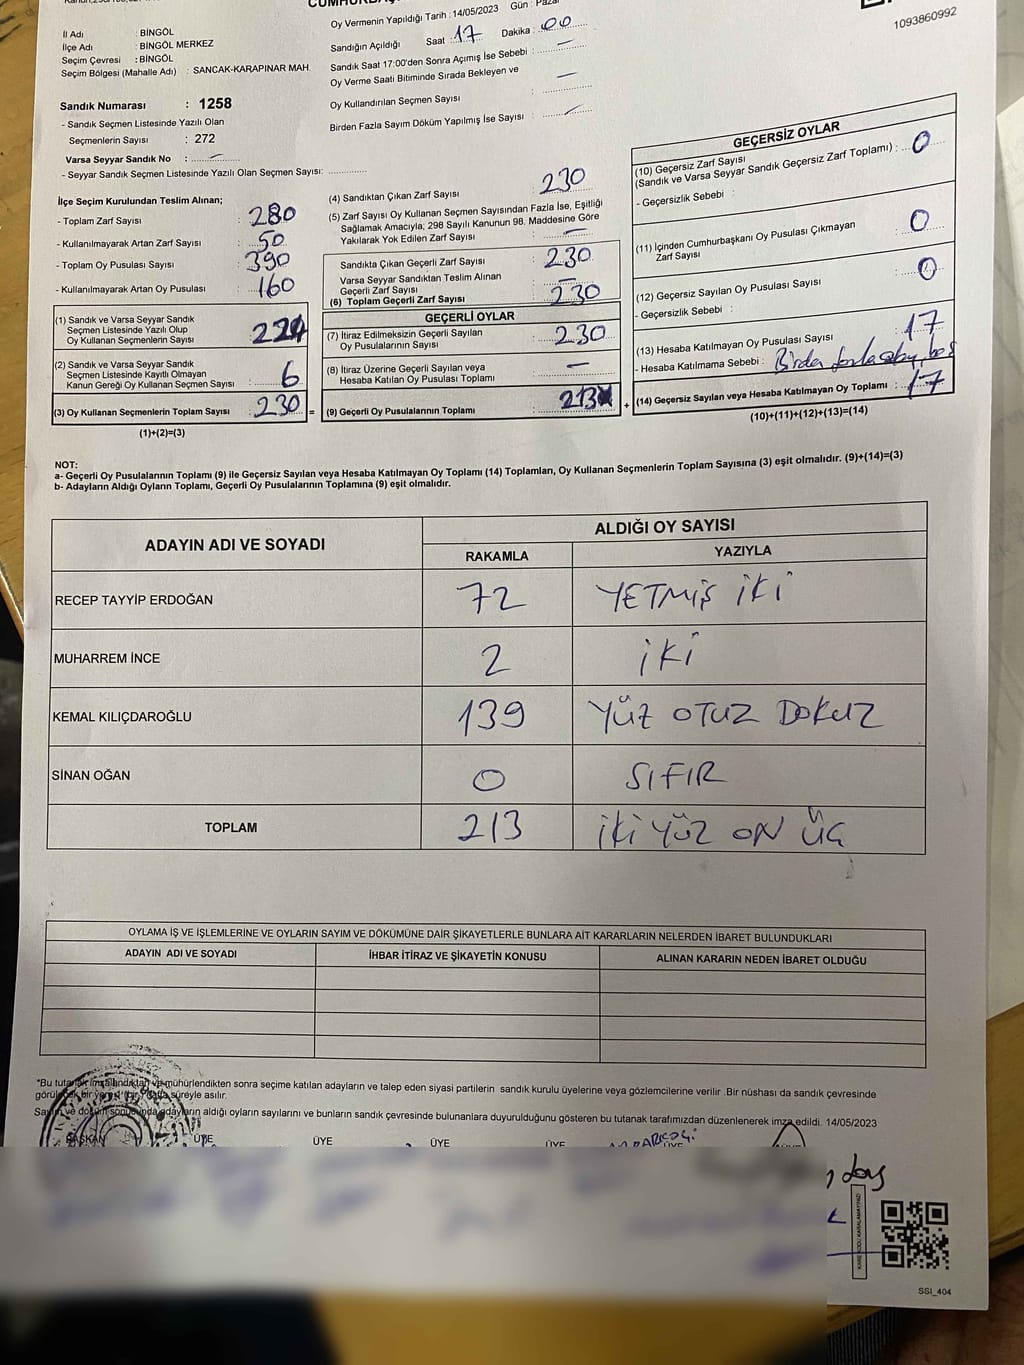 Oy Vermenin Yapıldığı Tarih : 14/05/2023 Gün : Pazar
1093860992
İl Adı : BİNGÖL
İlçe Adı : BİNGÖL MERKEZ
Seçim Çevresi : BİNGÖL
Seçim Bölgesi (Mahalle Adı) : SANCAK-KARAPINAR MAH.
Sandığın Açıldığı Saat : 17 Dakika : 00
Sandık Saat 17:00'den Sonra Açımış İse Sebebi : —
Oy Verme Saati Bitiminde Sırada Bekleyen ve
Oy Kullandırılan Seçmen Sayısı : —
Birden Fazla Sayım Döküm Yapılmış İse Sayısı : —
Sandık Numarası : 1258
- Sandık Seçmen Listesinde Yazılı Olan
Seçmenlerin Sayısı : 272
Varsa Seyyar Sandık No : —
- Seyyar Sandık Seçmen Listesinde Yazılı Olan Seçmen Sayısı:
İlçe Seçim Kurulundan Teslim Alınan;
- Toplam Zarf Sayısı : 280
- Kullanılmayarak Artan Zarf Sayısı : 50
- Toplam Oy Pusulası Sayısı : 390
- Kullanılmayarak Artan Oy Pusulası : 160
(1) Sandık ve Varsa Seyyar Sandık
Seçmen Listesinde Yazılı Olup
Oy Kullanan Seçmenlerin Sayısı : 224
(2) Sandık ve Varsa Seyyar Sandık
Seçmen Listesinde Kayıtlı Olmayan
Kanun Gereği Oy Kullanan Seçmen Sayısı : 6
(3) Oy Kullanan Seçmenlerin Toplam Sayısı : 230 =
(1)+(2)=(3)
(4) Sandıktan Çıkan Zarf Sayısı : 230
(5) Zarf Sayısı Oy Kullanan Seçmen Sayısından Fazla İse, Eşitliği
Sağlamak Amacıyla; 298 Sayılı Kanunun 98. Maddesine Göre
Yakılarak Yok Edilen Zarf Sayısı : —
Sandıkta Çıkan Geçerli Zarf Sayısı : 230
Varsa Seyyar Sandıktan Teslim Alınan
Geçerli Zarf Sayısı : —
(6) Toplam Geçerli Zarf Sayısı : 230
GEÇERLİ OYLAR
(7) İtiraz Edilmeksizin Geçerli Sayılan
Oy Pusulalarının Sayısı : 230
(8) İtiraz Üzerine Geçerli Sayılan veya
Hesaba Katılan Oy Pusulası Toplamı : —
(9) Geçerli Oy Pusulalarının Toplamı : 213 +
GEÇERSİZ OYLAR
(10) Geçersiz Zarf Sayısı
(Sandık ve Varsa Seyyar Sandık Geçersiz Zarf Toplamı) : 0
- Geçersizlik Sebebi :
(11) İçinden Cumhurbaşkanı Oy Pusulası Çıkmayan
Zarf Sayısı : 0
(12) Geçersiz Sayılan Oy Pusulası Sayısı : 0
- Geçersizlik Sebebi :
(13) Hesaba Katılmayan Oy Pusulası Sayısı : 17
- Hesaba Katılmama Sebebi :
(14) Geçersiz Sayılan veya Hesaba Katılmayan Oy Toplamı : 17
(10)+(11)+(12)+(13)=(14)
NOT:
a- Geçerli Oy Pusulalarının Toplamı (9) ile Geçersiz Sayılan veya Hesaba Katılmayan Oy Toplamı (14) Toplamları, Oy Kullanan Seçmenlerin Toplam Sayısına (3) eşit olmalıdır. (9)+(14)=(3)
b- Adayların Aldığı Oyların Toplamı, Geçerli Oy Pusulalarının Toplamına (9) eşit olmalıdır.
ADAYIN ADI VE SOYADI
ALDIĞI OY SAYISI
RAKAMLA YAZIYLA
RECEP TAYYİP ERDOĞAN 72 YETMİŞ İKİ
MUHARREM İNCE 2 İKİ
KEMAL KILIÇDAROĞLU 139 YÜZ OTUZ DOKUZ
SİNAN OĞAN 0 SIFIR
TOPLAM 213 İKİ YÜZ ON ÜÇ
OYLAMA İŞ VE İŞLEMLERİNE VE OYLARIN SAYIM VE DÖKÜMÜNE DAİR ŞİKAYETLERLE BUNLARA AİT KARARLARIN NELERDEN İBARET BULUNDUKLARI
ADAYIN ADI VE SOYADI İHBAR İTİRAZ VE ŞİKAYETİN KONUSU ALINAN KARARIN NEDEN İBARET OLDUĞU
*Bu tutanak imzalandıktan ve mühürlendikten sonra seçime katılan adayların ve talep eden siyasi partilerin sandık kurulu üyelerine veya gözlemcilerine verilir .Bir nüshası da sandık çevresinde
görülecek bir yere süreyle asılır.
Sayım ve döküm sonucunda adayların aldığı oyların sayılarını ve bunların sandık çevresinde bulunanlara duyurulduğunu gösteren bu tutanak tarafımızdan düzenlenerek imza edildi. 14/05/2023
BAŞKAN ÜYE ÜYE ÜYE ÜYE ÜYE
SSI_404